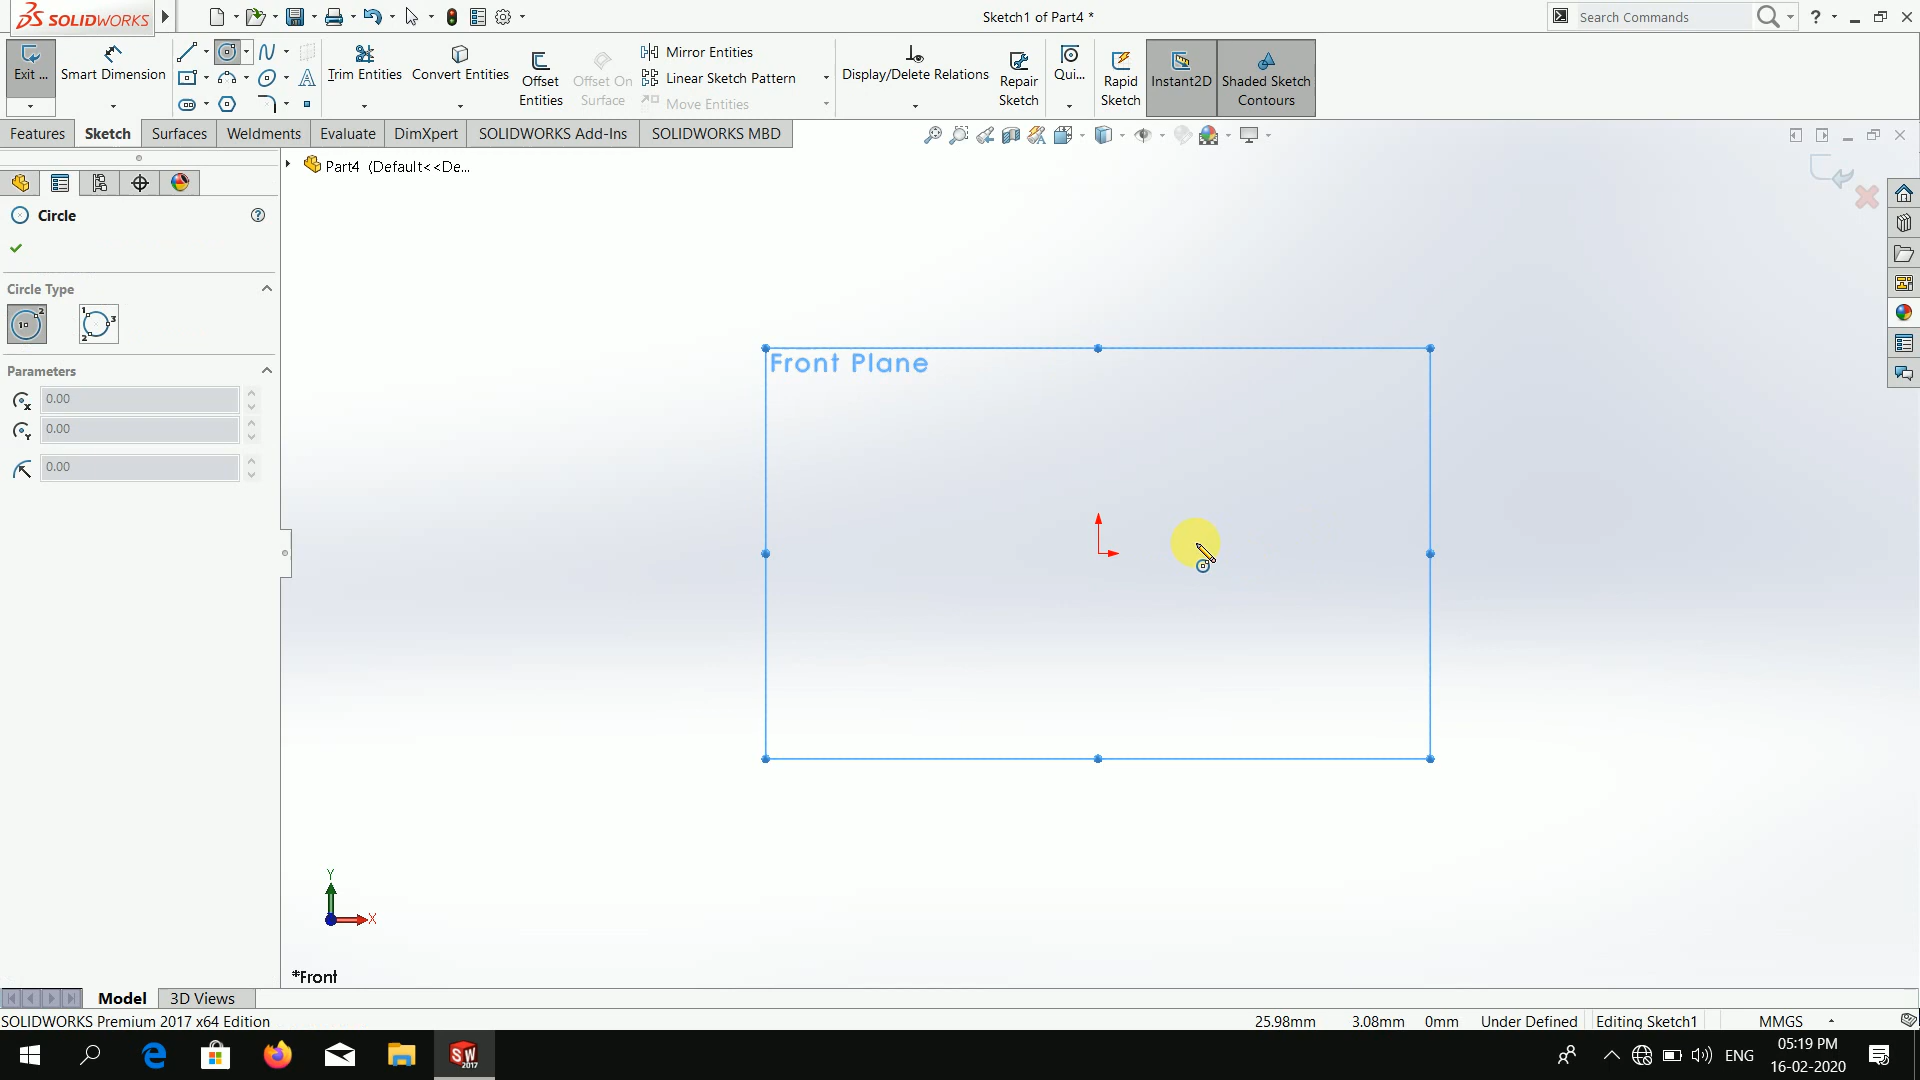 SOLIDWORKS
Sketch1 of Part4 *
Search Commands
?
Exit ...
Smart Dimension
Trim Entities
Convert Entities
Offset
Entities
Offset On
Surface
Mirror Entities
Linear Sketch Pattern
Move Entities
Display/Delete Relations
Repair
Sketch
Qui...
Rapid
Sketch
Instant2D
Shaded Sketch
Contours
Features
Sketch
Surfaces
Weldments
Evaluate
DimXpert
SOLIDWORKS Add-Ins
SOLIDWORKS MBD
Part4 (Default<<De...
Circle
?
Circle Type
Parameters
0.00
0.00
0.00
Front Plane
Y
X
*Front
Model
3D Views
SOLIDWORKS Premium 2017 x64 Edition
25.98mm
3.08mm
0mm
Under Defined
Editing Sketch1
MMGS
SW
2017
ENG
05:19 PM
16-02-2020